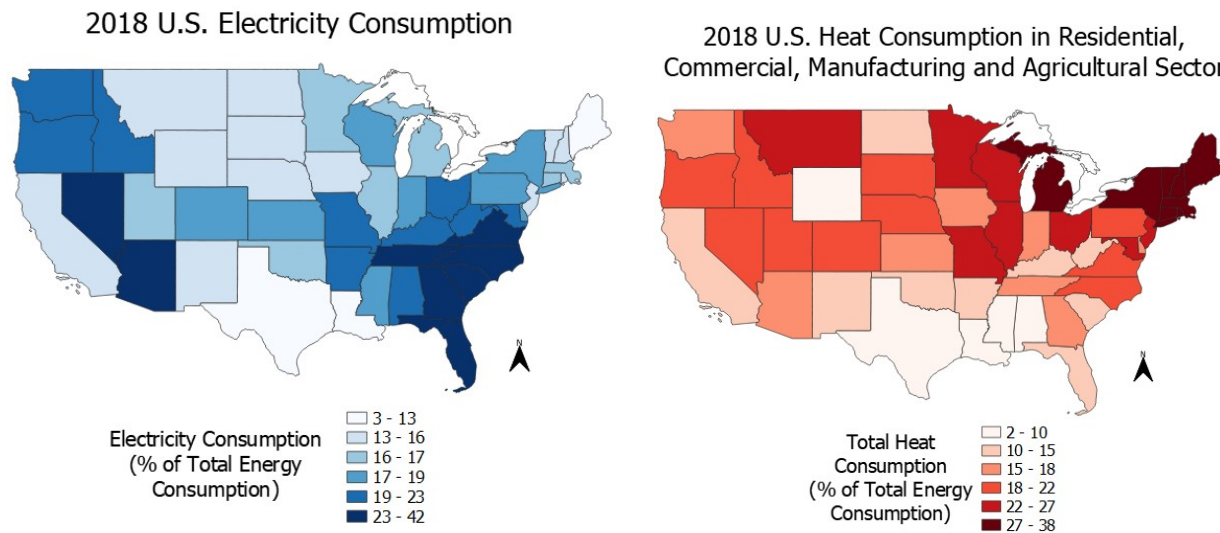 2018 U.S. Electricity Consumption
N
Electricity Consumption
(% of Total Energy
Consumption)
3 - 13
13 - 16
16 - 17
17 - 19
19 - 23
23 - 42
2018 U.S. Heat Consumption in Residential,
Commercial, Manufacturing and Agricultural Sector
N
Total Heat
Consumption
(% of Total Energy
Consumption)
2 - 10
10 - 15
15 - 18
18 - 22
22 - 27
27 - 38